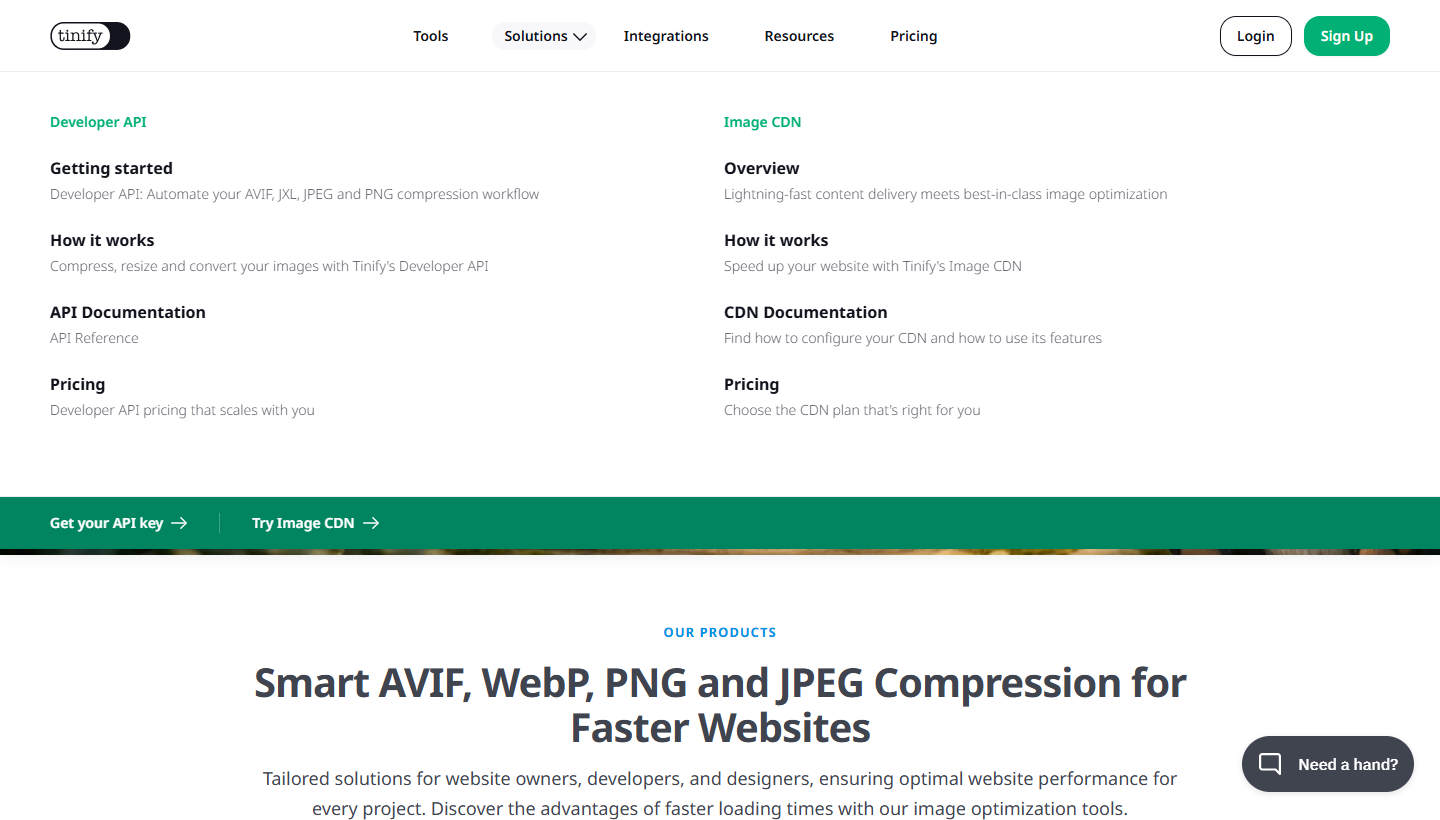 tinify
Tools
Solutions
Integrations
Resources
Pricing
Login
Sign Up
Developer API
Getting started
Developer API: Automate your AVIF, JXL, JPEG and PNG compression workflow
How it works
Compress, resize and convert your images with Tinify's Developer API
API Documentation
API Reference
Pricing
Developer API pricing that scales with you
Image CDN
Overview
Lightning-fast content delivery meets best-in-class image optimization
How it works
Speed up your website with Tinify's Image CDN
CDN Documentation
Find how to configure your CDN and how to use its features
Pricing
Choose the CDN plan that's right for you
Get your API key
Try Image CDN
OUR PRODUCTS
Smart AVIF, WebP, PNG and JPEG Compression for
Faster Websites
Tailored solutions for website owners, developers, and designers, ensuring optimal website performance for
every project. Discover the advantages of faster loading times with our image optimization tools.
Need a hand?